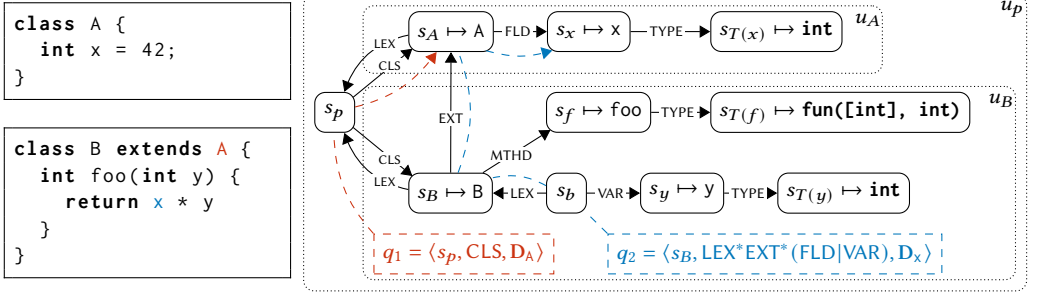 class A {
int x = 42;
}
class B extends A {
int foo(int y) {
return x * y
}
}
u_p
u_A
s_A ↦ A
FLD
s_x ↦ x
TYPE
s_T(x) ↦ int
LEX
CLS
s_p
EXT
u_B
s_f ↦ foo
TYPE
s_T(f) ↦ fun([int], int)
MTHD
CLS
LEX
s_B ↦ B
LEX
s_b
VAR
s_y ↦ y
TYPE
s_T(y) ↦ int
q_1 = ⟨s_p, CLS, D_A⟩
q_2 = ⟨s_B, LEX*EXT*(FLD|VAR), D_x⟩